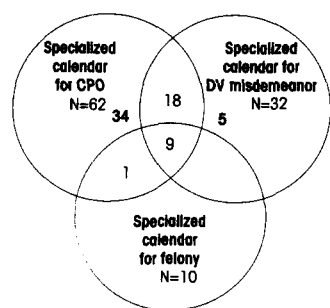 Specialized
calendar
for CPO
N=62
34
18
Specialized
calendar for
DV misdemeanor
5 N=32
9
1
Specialized
calendar
for felony
N=10